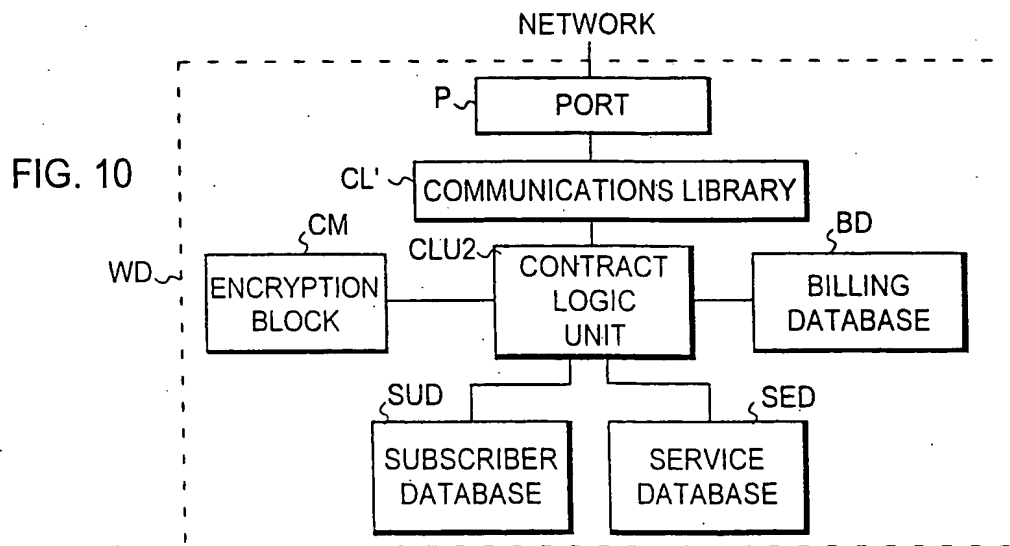 NETWORK
P
PORT
FIG. 10
CL'
COMMUNICATIONS LIBRARY
CM
CLU2
BD
WD
ENCRYPTION
BLOCK
CONTRACT
LOGIC
UNIT
BILLING
DATABASE
SUD
SED
SUBSCRIBER
DATABASE
SERVICE
DATABASE